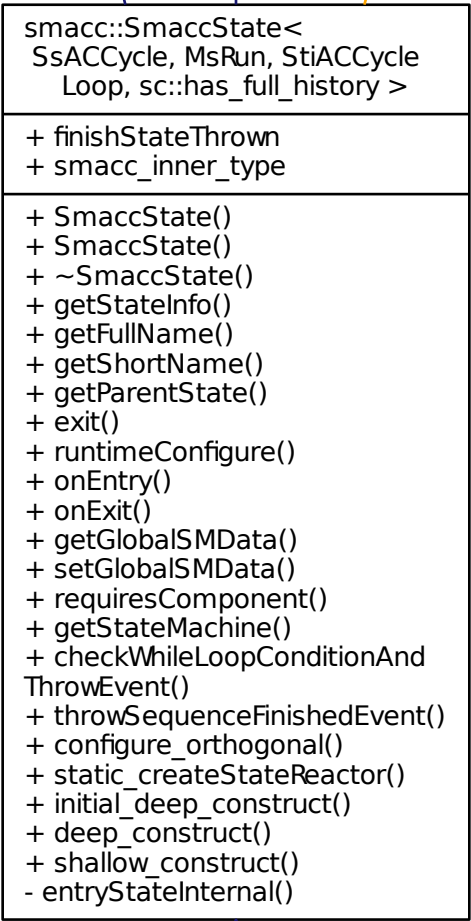 smacc::SmaccState<
SsACCycle, MsRun, StiACCycle
Loop, sc::has_full_history >
+ finishStateThrown
+ smacc_inner_type
+ SmaccState()
+ SmaccState()
+ ~SmaccState()
+ getStateInfo()
+ getFullName()
+ getShortName()
+ getParentState()
+ exit()
+ runtimeConfigure()
+ onEntry()
+ onExit()
+ getGlobalSMData()
+ setGlobalSMData()
+ requiresComponent()
+ getStateMachine()
+ checkWhileLoopConditionAnd
ThrowEvent()
+ throwSequenceFinishedEvent()
+ configure_orthogonal()
+ static_createStateReactor()
+ initial_deep_construct()
+ deep_construct()
+ shallow_construct()
- entryStateInternal()